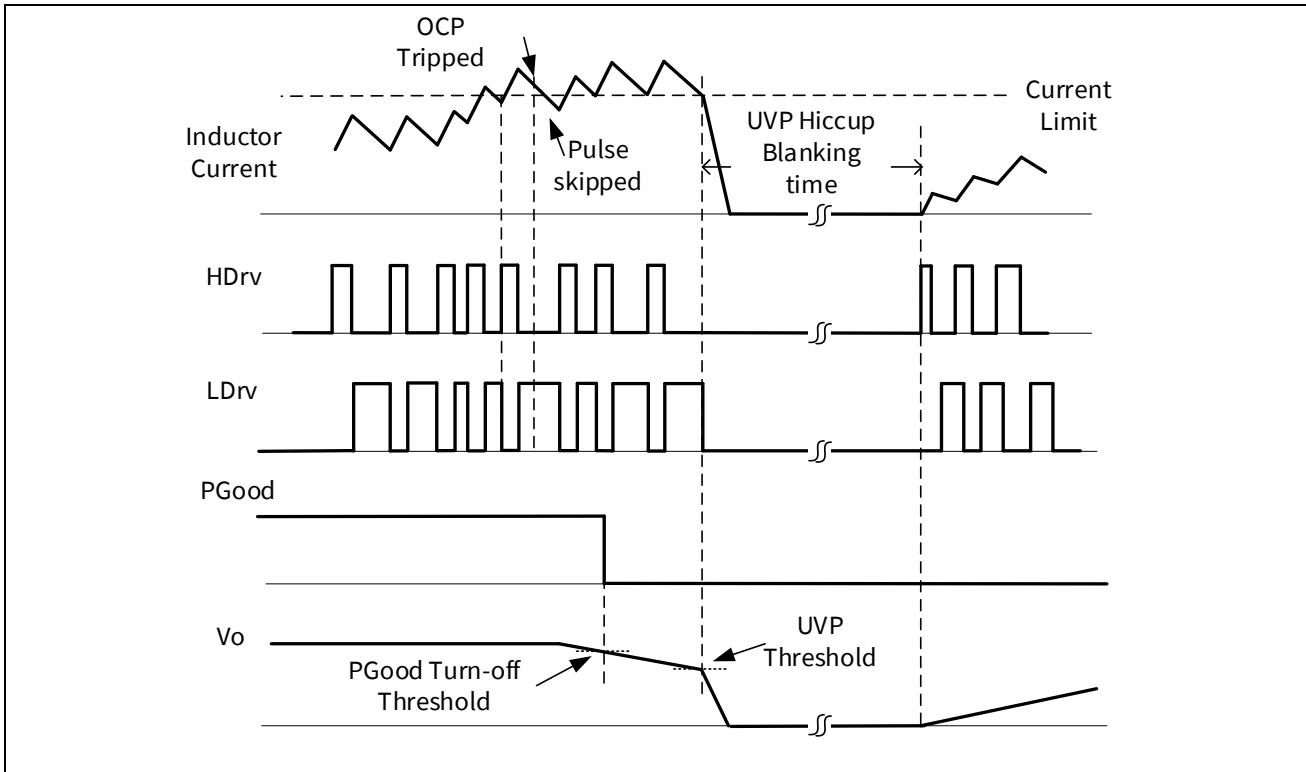 OCP
Tripped
Current
Limit
UVP Hiccup
Blanking
time
Inductor
Current
Pulse
skipped
HDrv
LDrv
PGood
Vo
UVP
Threshold
PGood Turn-off
Threshold